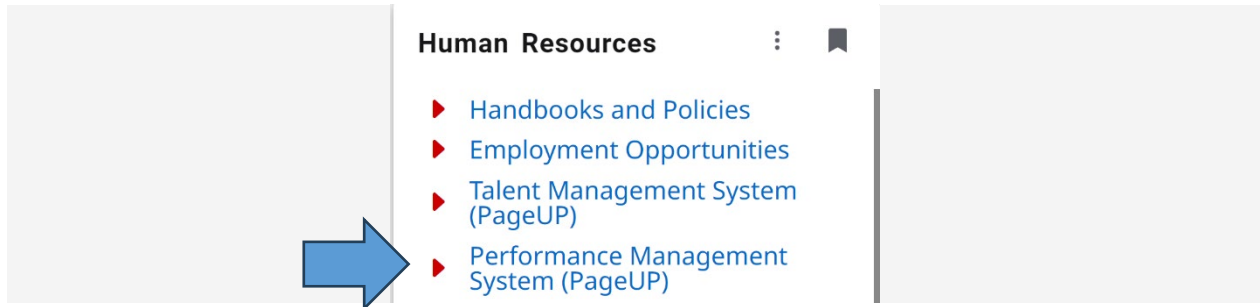 Human Resources
Handbooks and Policies
Employment Opportunities
Talent Management System
(PageUP)
Performance Management
System (PageUP)